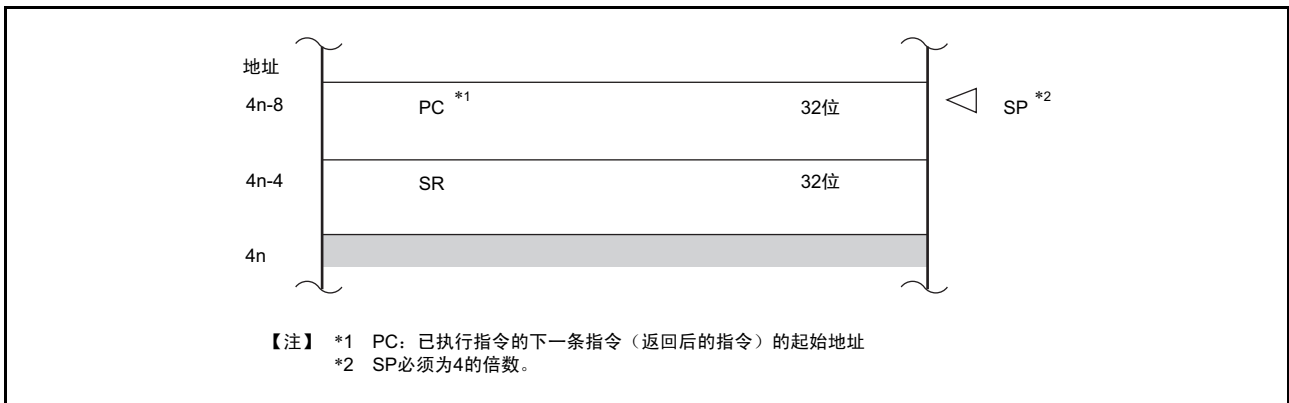 地址
4n-8 PC *1 32位 SP *2
4n-4 SR 32位
4n
【注】 *1 PC：已执行指令的下一条指令（返回后的指令）的起始地址
*2 SP必须为4的倍数。